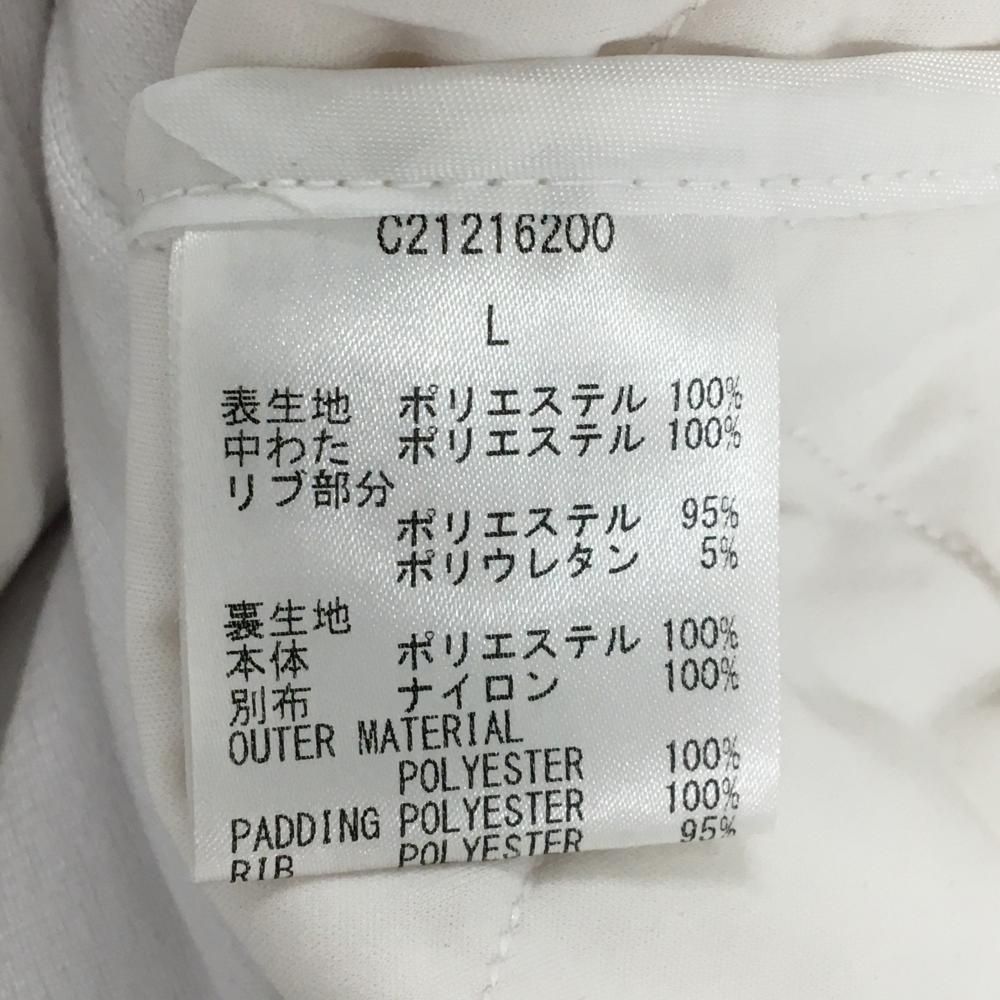 C21216200
L
表生地 ポリエステル 100%
中わた ポリエステル 100%
リブ部分
ポリエステル 95%
ポリウレタン 5%
裏生地
本体 ポリエステル 100%
別布 ナイロン 100%
OUTER MATERIAL
POLYESTER 100%
PADDING POLYESTER 100%
RIB POLYESTER 95%